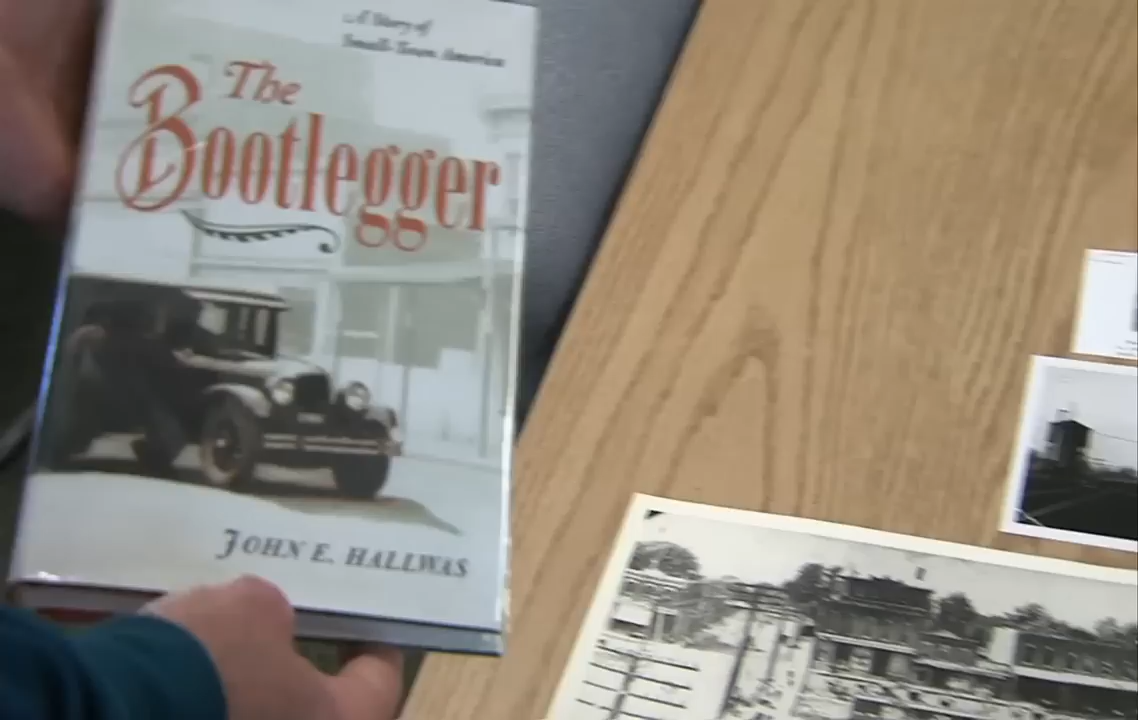 A Story of
Small-Town America
The
Bootlegger
JOHN E. HALLWAS